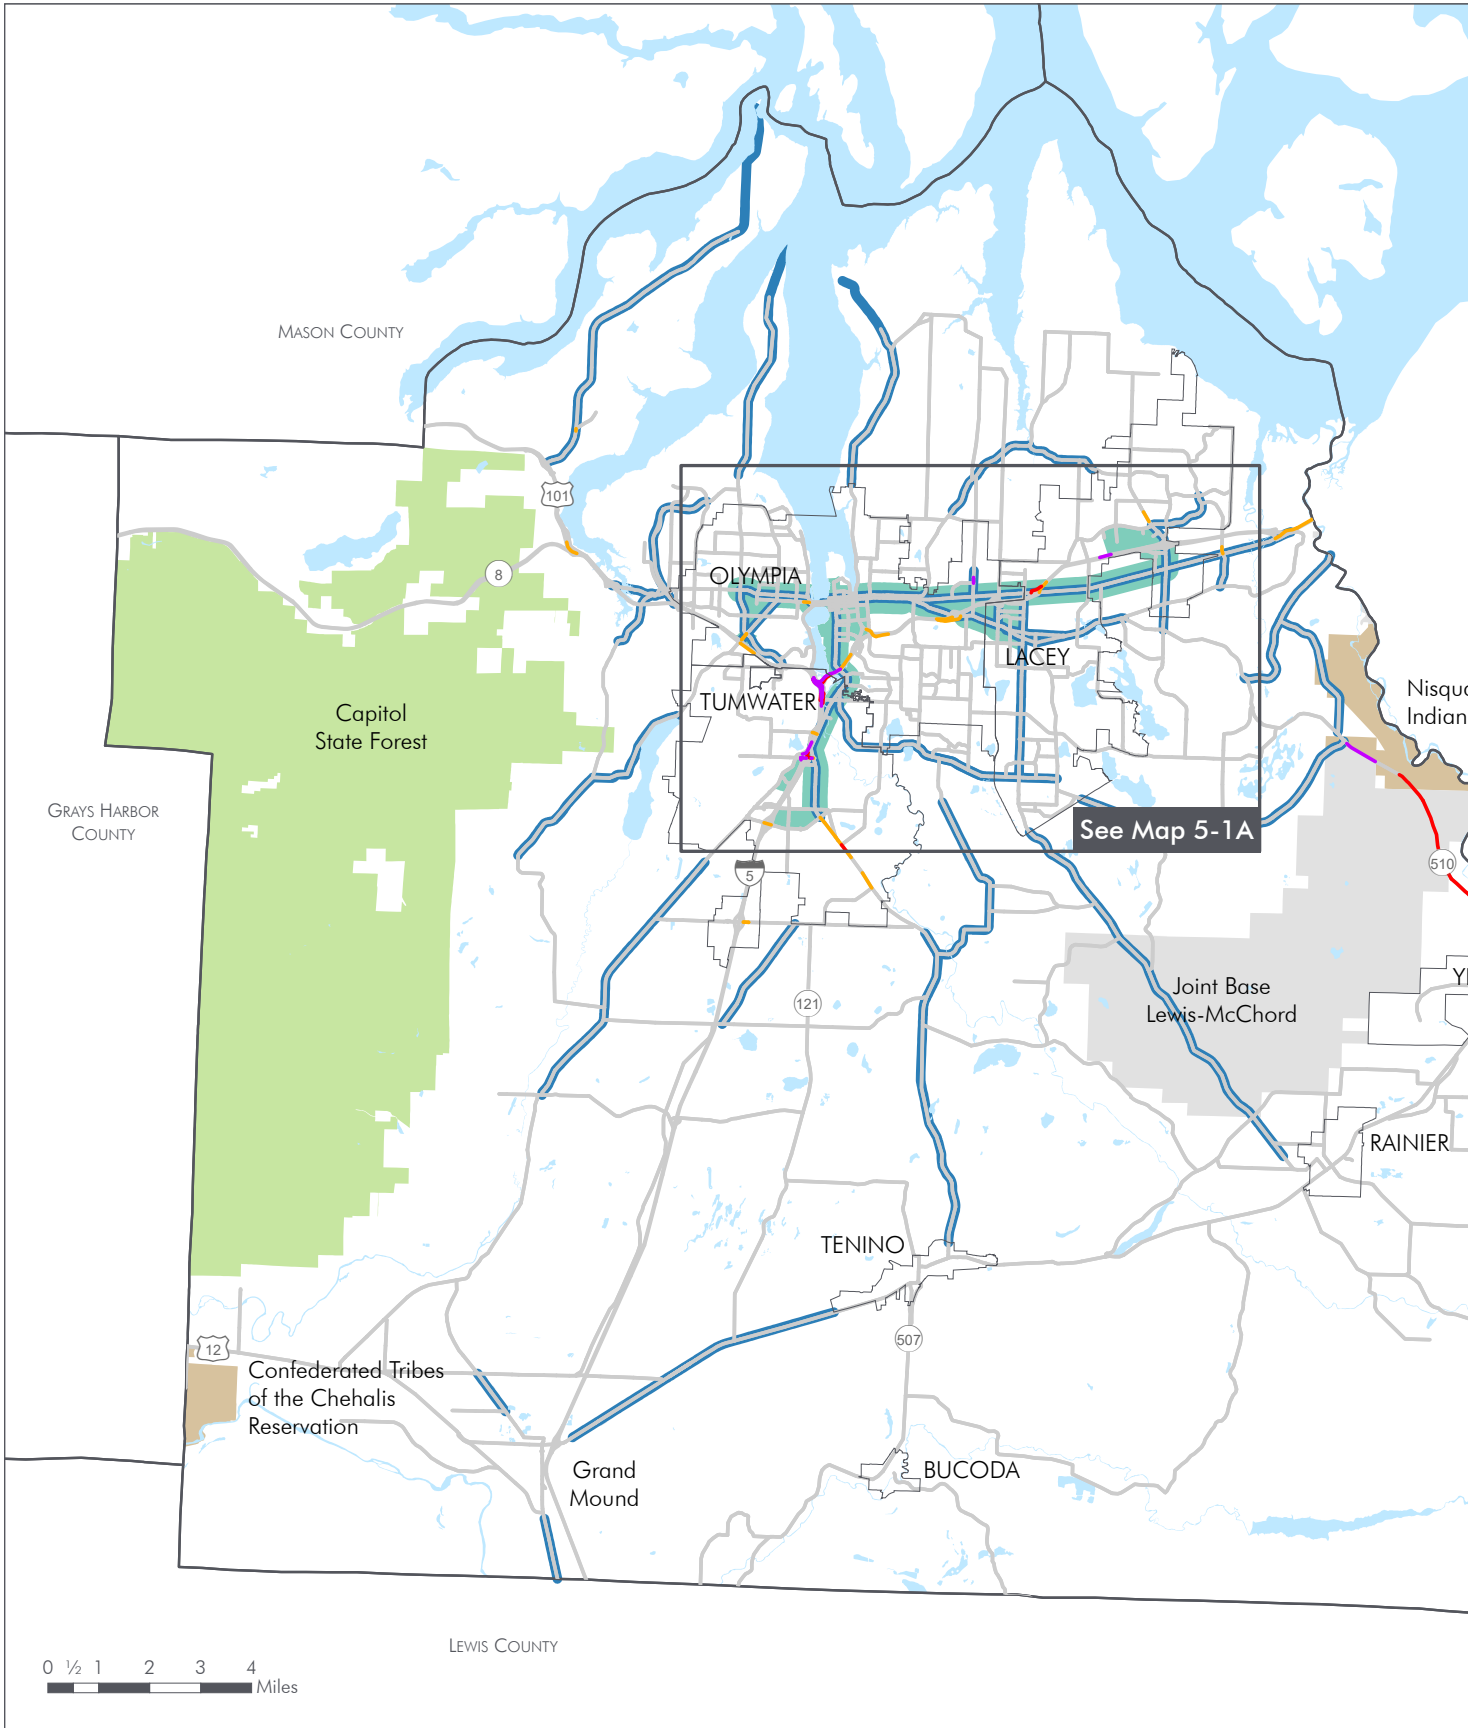 MASON COUNTY
101
8
OLYMPIA
LACEY
TUMWATER
Capitol
State Forest
Nisqua
Indian
GRAYS HARBOR
COUNTY
See Map 5-1A
5
510
Joint Base
Lewis-McChord
121
RAINIER
TENINO
507
12
Confederated Tribes
of the Chehalis
Reservation
Grand
Mound
BUCODA
LEWIS COUNTY
0 ½ 1 2 3 4
Miles